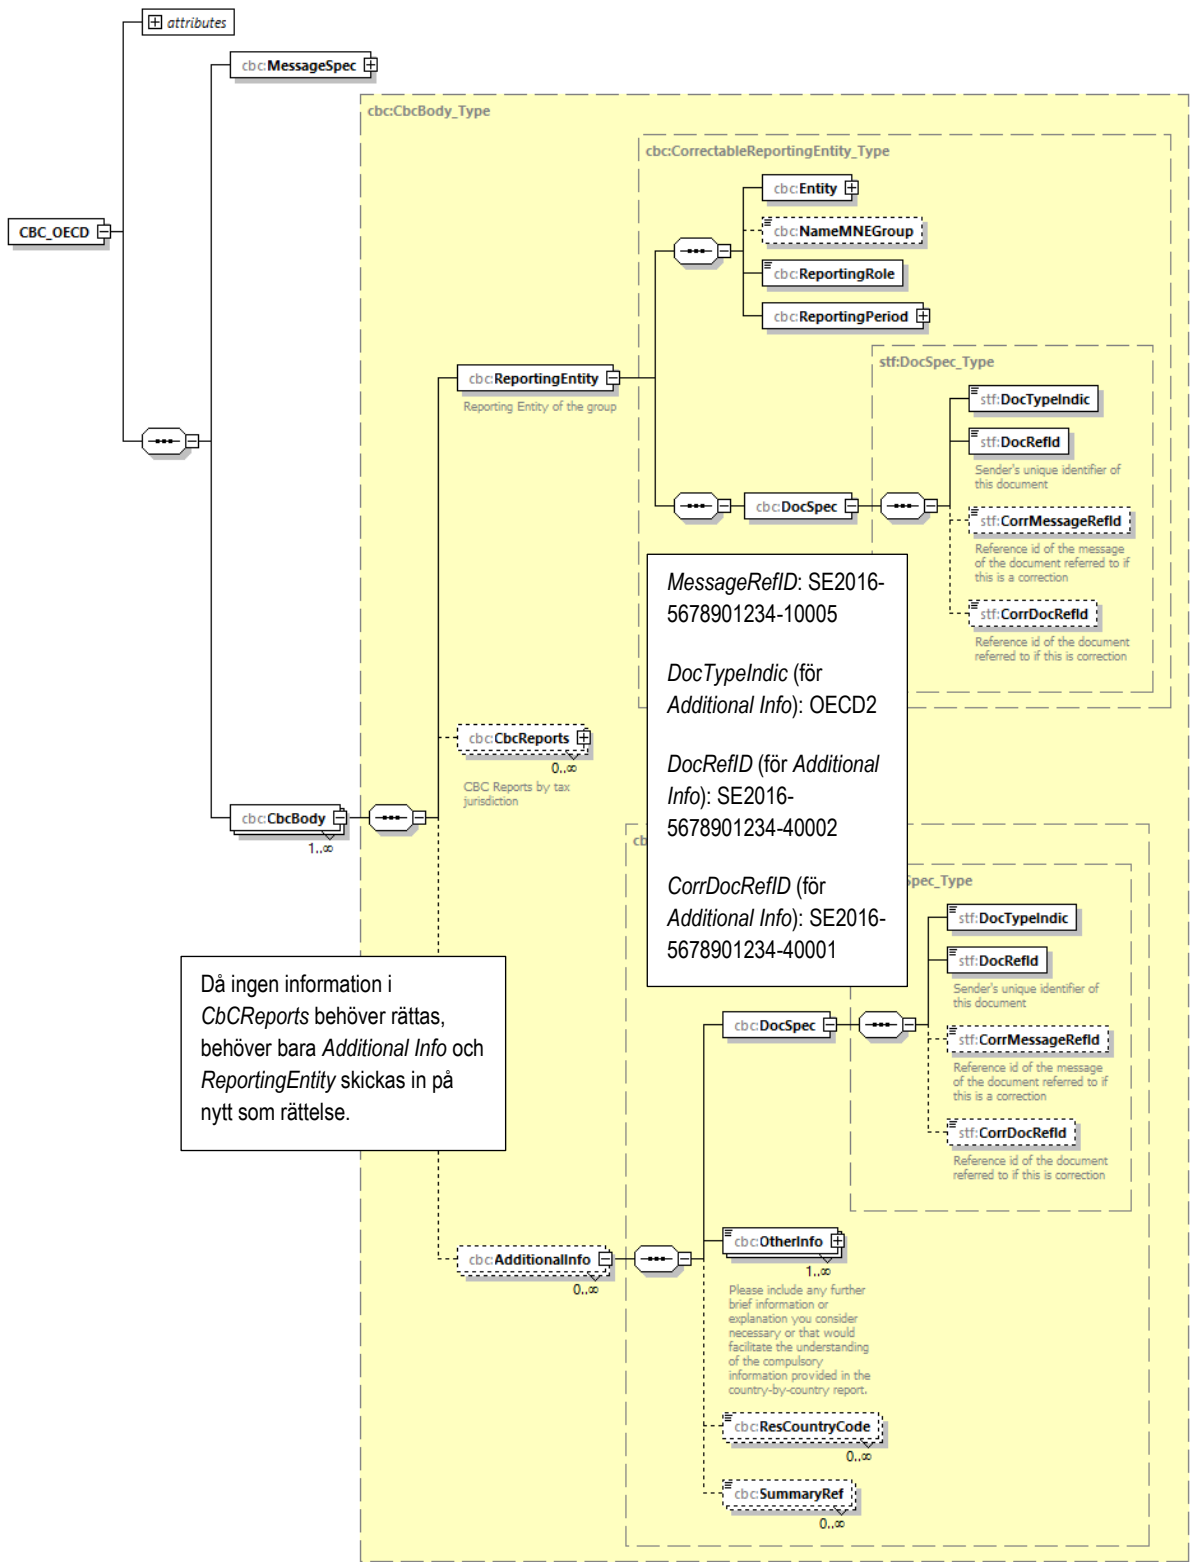 attributes
cbc:MessageSpec
cbc:CbcBody_Type
cbc:CorrectableReportingEntity_Type
cbc:Entity
CBC_OECD
cbc:NameMNEGroup
cbc:ReportingRole
cbc:ReportingPeriod
stf:DocSpec_Type
cbc:ReportingEntity
Reporting Entity of the group
stf:DocTypeIndic
stf:DocRefId
Sender's unique identifier of
this document
cbc:DocSpec
stf:CorrMessageRefId
Reference id of the message
of the document referred to if
this is a correction
stf:CorrDocRefId
Reference id of the document
referred to if this is correction
MessageRefID: SE2016-
5678901234-10005
DocTypeIndic (för
Additional Info): OECD2
DocRefID (för Additional
Info): SE2016-
5678901234-40002
CorrDocRefID (för
Additional Info): SE2016-
5678901234-40001
cbc:CbcReports
0..∞
CBC Reports by tax
jurisdiction
cbc:CbcBody
1..∞
cb
Spec_Type
stf:DocTypeIndic
stf:DocRefId
Sender's unique identifier of
this document
Då ingen information i
CbCReports behöver rättas,
behöver bara Additional Info och
ReportingEntity skickas in på
nytt som rättelse.
cbc:DocSpec
stf:CorrMessageRefId
Reference id of the message
of the document referred to if
this is a correction
stf:CorrDocRefId
Reference id of the document
referred to if this is correction
cbc:AdditionalInfo
0..∞
cbc:OtherInfo
1..∞
Please include any further
brief information or
explanation you consider
necessary or that would
facilitate the understanding
of the compulsory
information provided in the
country-by-country report.
cbc:ResCountryCode
0..∞
cbc:SummaryRef
0..∞